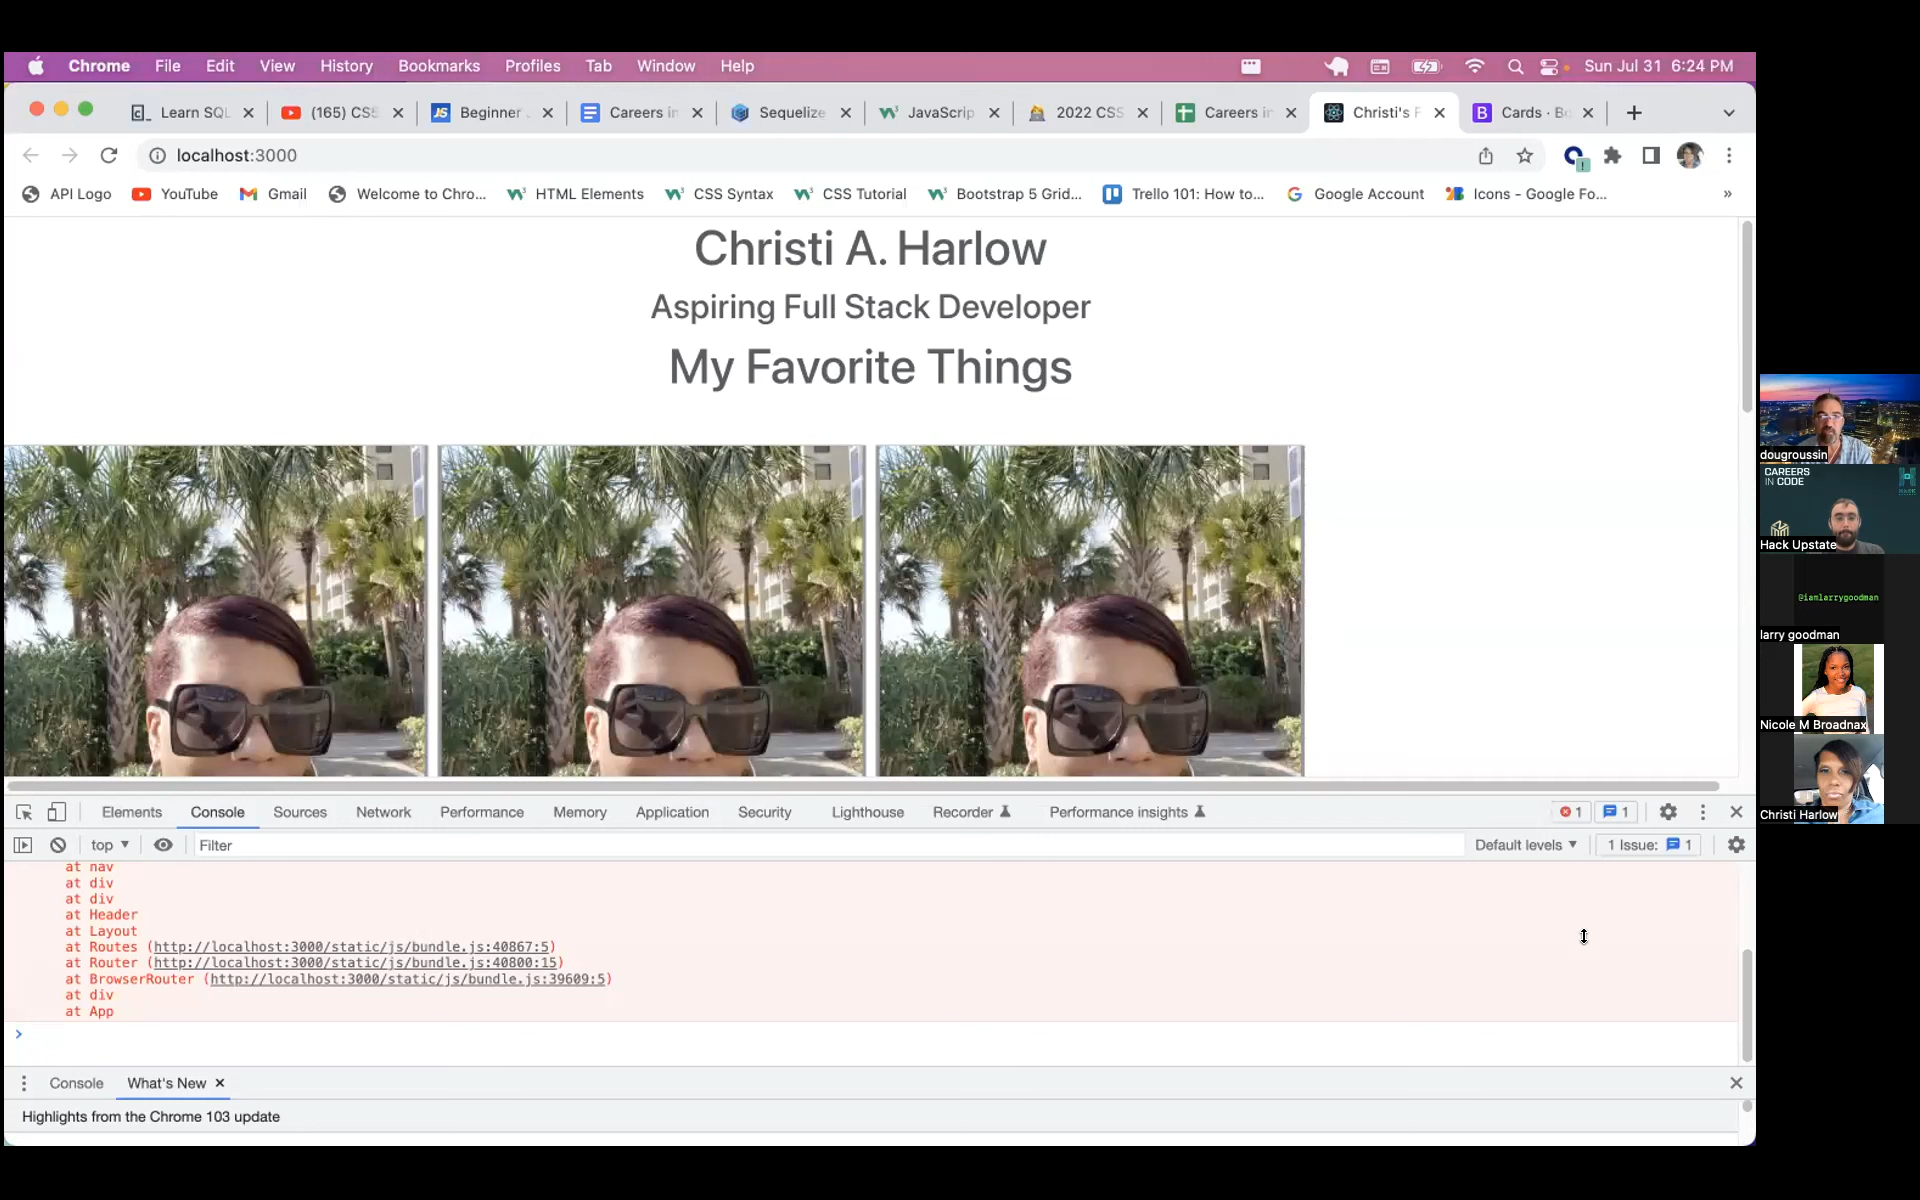 Chrome File Edit View History Bookmarks Profiles Tab Window Help Sun Jul 31 6:24 PM
Learn SQL (165) CSS Beginner Careers in Sequelize JavaScrip 2022 CSS Careers in Christi's F Cards · Bo
localhost:3000
API Logo YouTube Gmail Welcome to Chro... HTML Elements CSS Syntax CSS Tutorial Bootstrap 5 Grid... Trello 101: How to... Google Account Icons - Google Fo... »
Christi A. Harlow
Aspiring Full Stack Developer
My Favorite Things
dougroussin
CAREERS
IN CODE
Hack Upstate
@iamlarrygoodman
larry goodman
Nicole M Broadnax
Christi Harlow
Elements Console Sources Network Performance Memory Application Security Lighthouse Recorder Performance insights 1 1
top Filter Default levels 1 Issue: 1
at nav
at div
at div
at Header
at Layout
at Routes (http://localhost:3000/static/js/bundle.js:40867:5)
at Router (http://localhost:3000/static/js/bundle.js:40800:15)
at BrowserRouter (http://localhost:3000/static/js/bundle.js:39609:5)
at div
at App
Console What's New
Highlights from the Chrome 103 update